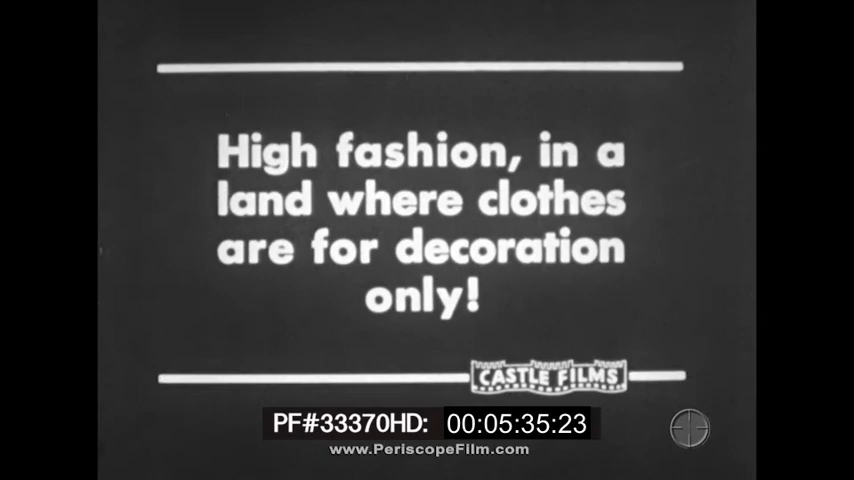 High fashion, in a
land where clothes
are for decoration
only!
CASTLE FILMS
PF#33370HD: 00:05:35:23
www.PeriscopeFilm.com